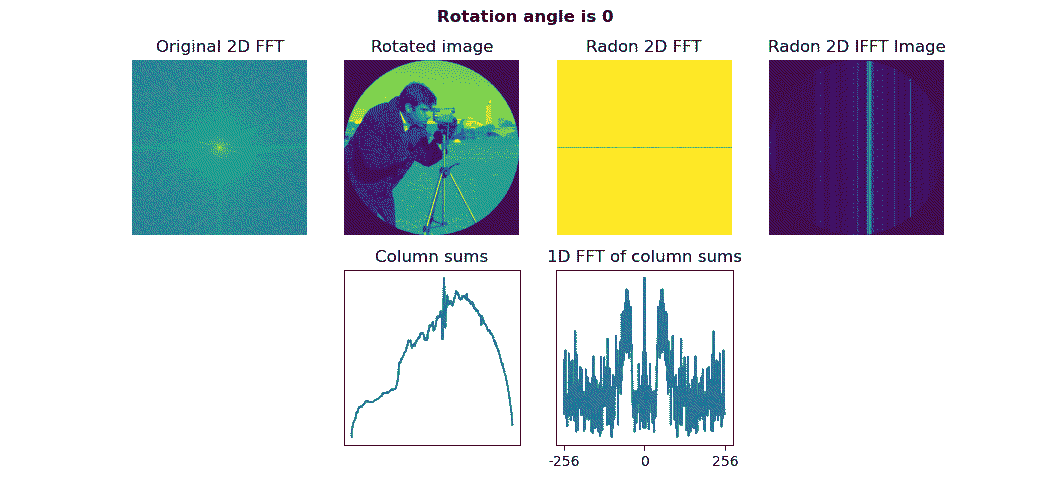 Rotation angle is 0
Original 2D FFT
Rotated image
Radon 2D FFT
Radon 2D IFFT Image
Column sums
1D FFT of column sums
-256
0
256